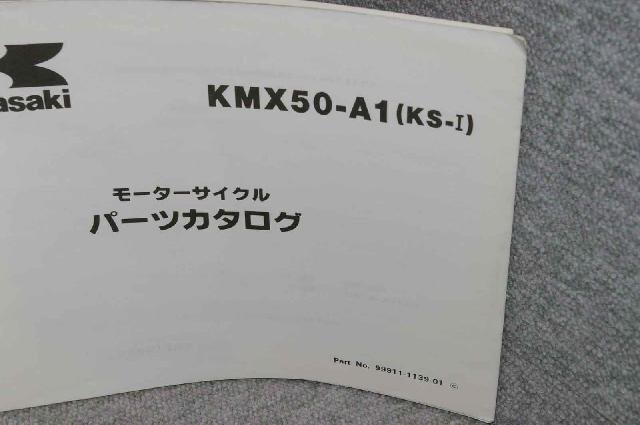 asaki
KMX50-A1(KS-I)
モーターサイクル
パーツカタログ
Part No. 99911-1139-01 ©